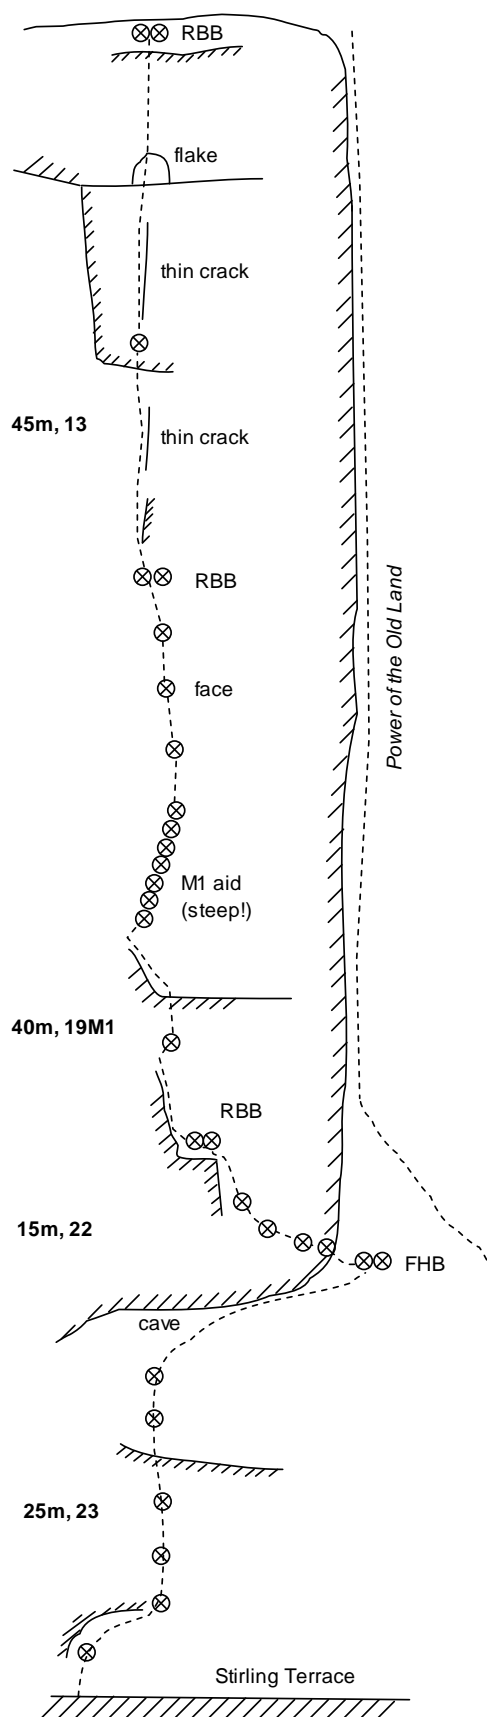 RBB
flake
thin crack
45m, 13
thin crack
RBB
face
Power of the Old Land
M1 aid
(steep!)
40m, 19M1
RBB
15m, 22
FHB
cave
25m, 23
Stirling Terrace